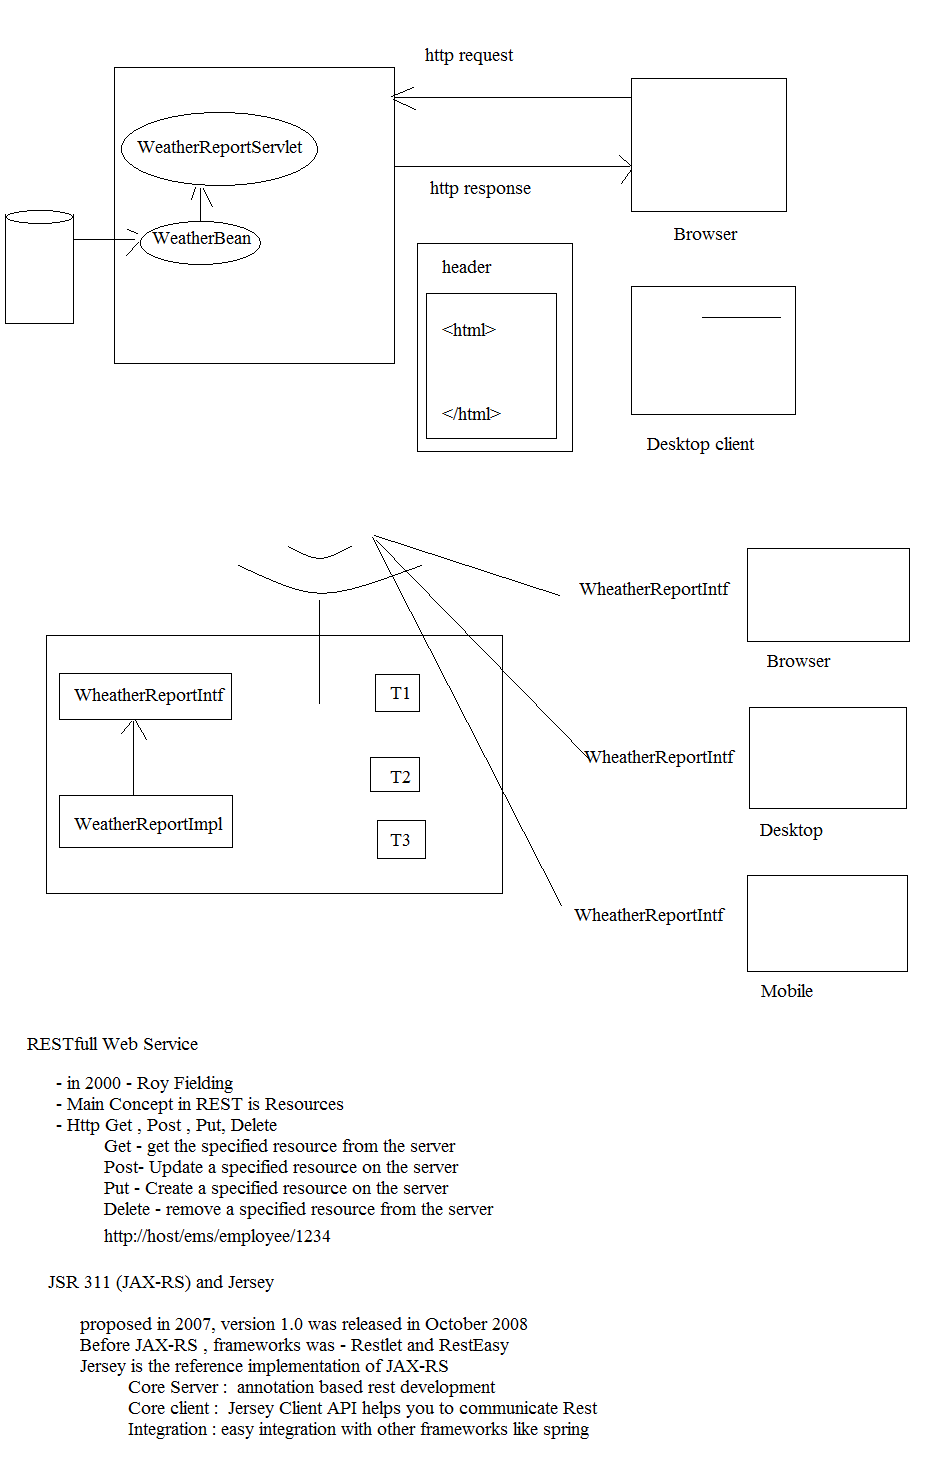 http request
WeatherReportServlet
http response
WeatherBean
Browser
header
<html>
</html>
Desktop client
WheatherReportIntf
Browser
WheatherReportIntf
T1
WheatherReportIntf
T2
Desktop
WeatherReportImpl
T3
WheatherReportIntf
Mobile
RESTfull Web Service
- in 2000 - Roy Fielding
- Main Concept in REST is Resources
- Http Get , Post , Put, Delete
Get - get the specified resource from the server
Post- Update a specified resource on the server
Put - Create a specified resource on the server
Delete - remove a specified resource from the server
http://host/ems/employee/1234
JSR 311 (JAX-RS) and Jersey
proposed in 2007, version 1.0 was released in October 2008
Before JAX-RS , frameworks was - Restlet and RestEasy
Jersey is the reference implementation of JAX-RS
Core Server :  annotation based rest development
Core client :  Jersey Client API helps you to communicate Rest
Integration : easy integration with other frameworks like spring